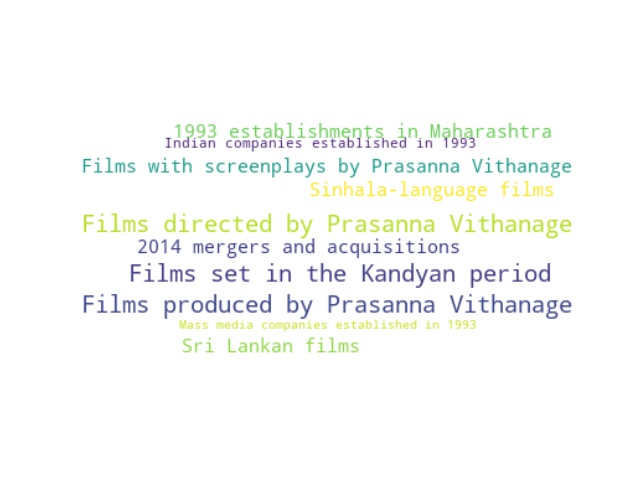 1993 establishments in Maharashtra
Indian companies established in 1993
Films with screenplays by Prasanna Vithanage
Sinhala-language films
Films directed by Prasanna Vithanage
2014 mergers and acquisitions
Films set in the Kandyan period
Films produced by Prasanna Vithanage
Mass media companies established in 1993
Sri Lankan films